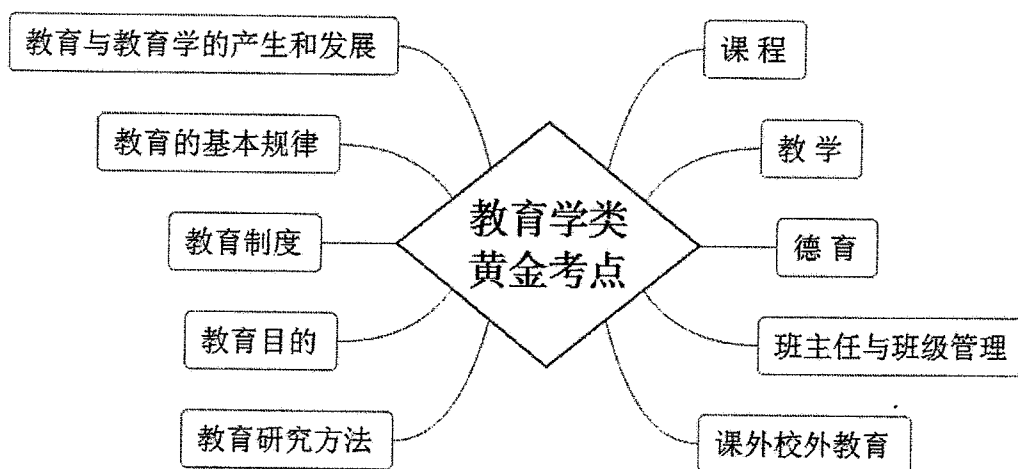 教育与教育学的产生和发展
教育的基本规律
教育制度
教育目的
教育研究方法
教育学类
黄金考点
课 程
教 学
德 育
班主任与班级管理
课外校外教育